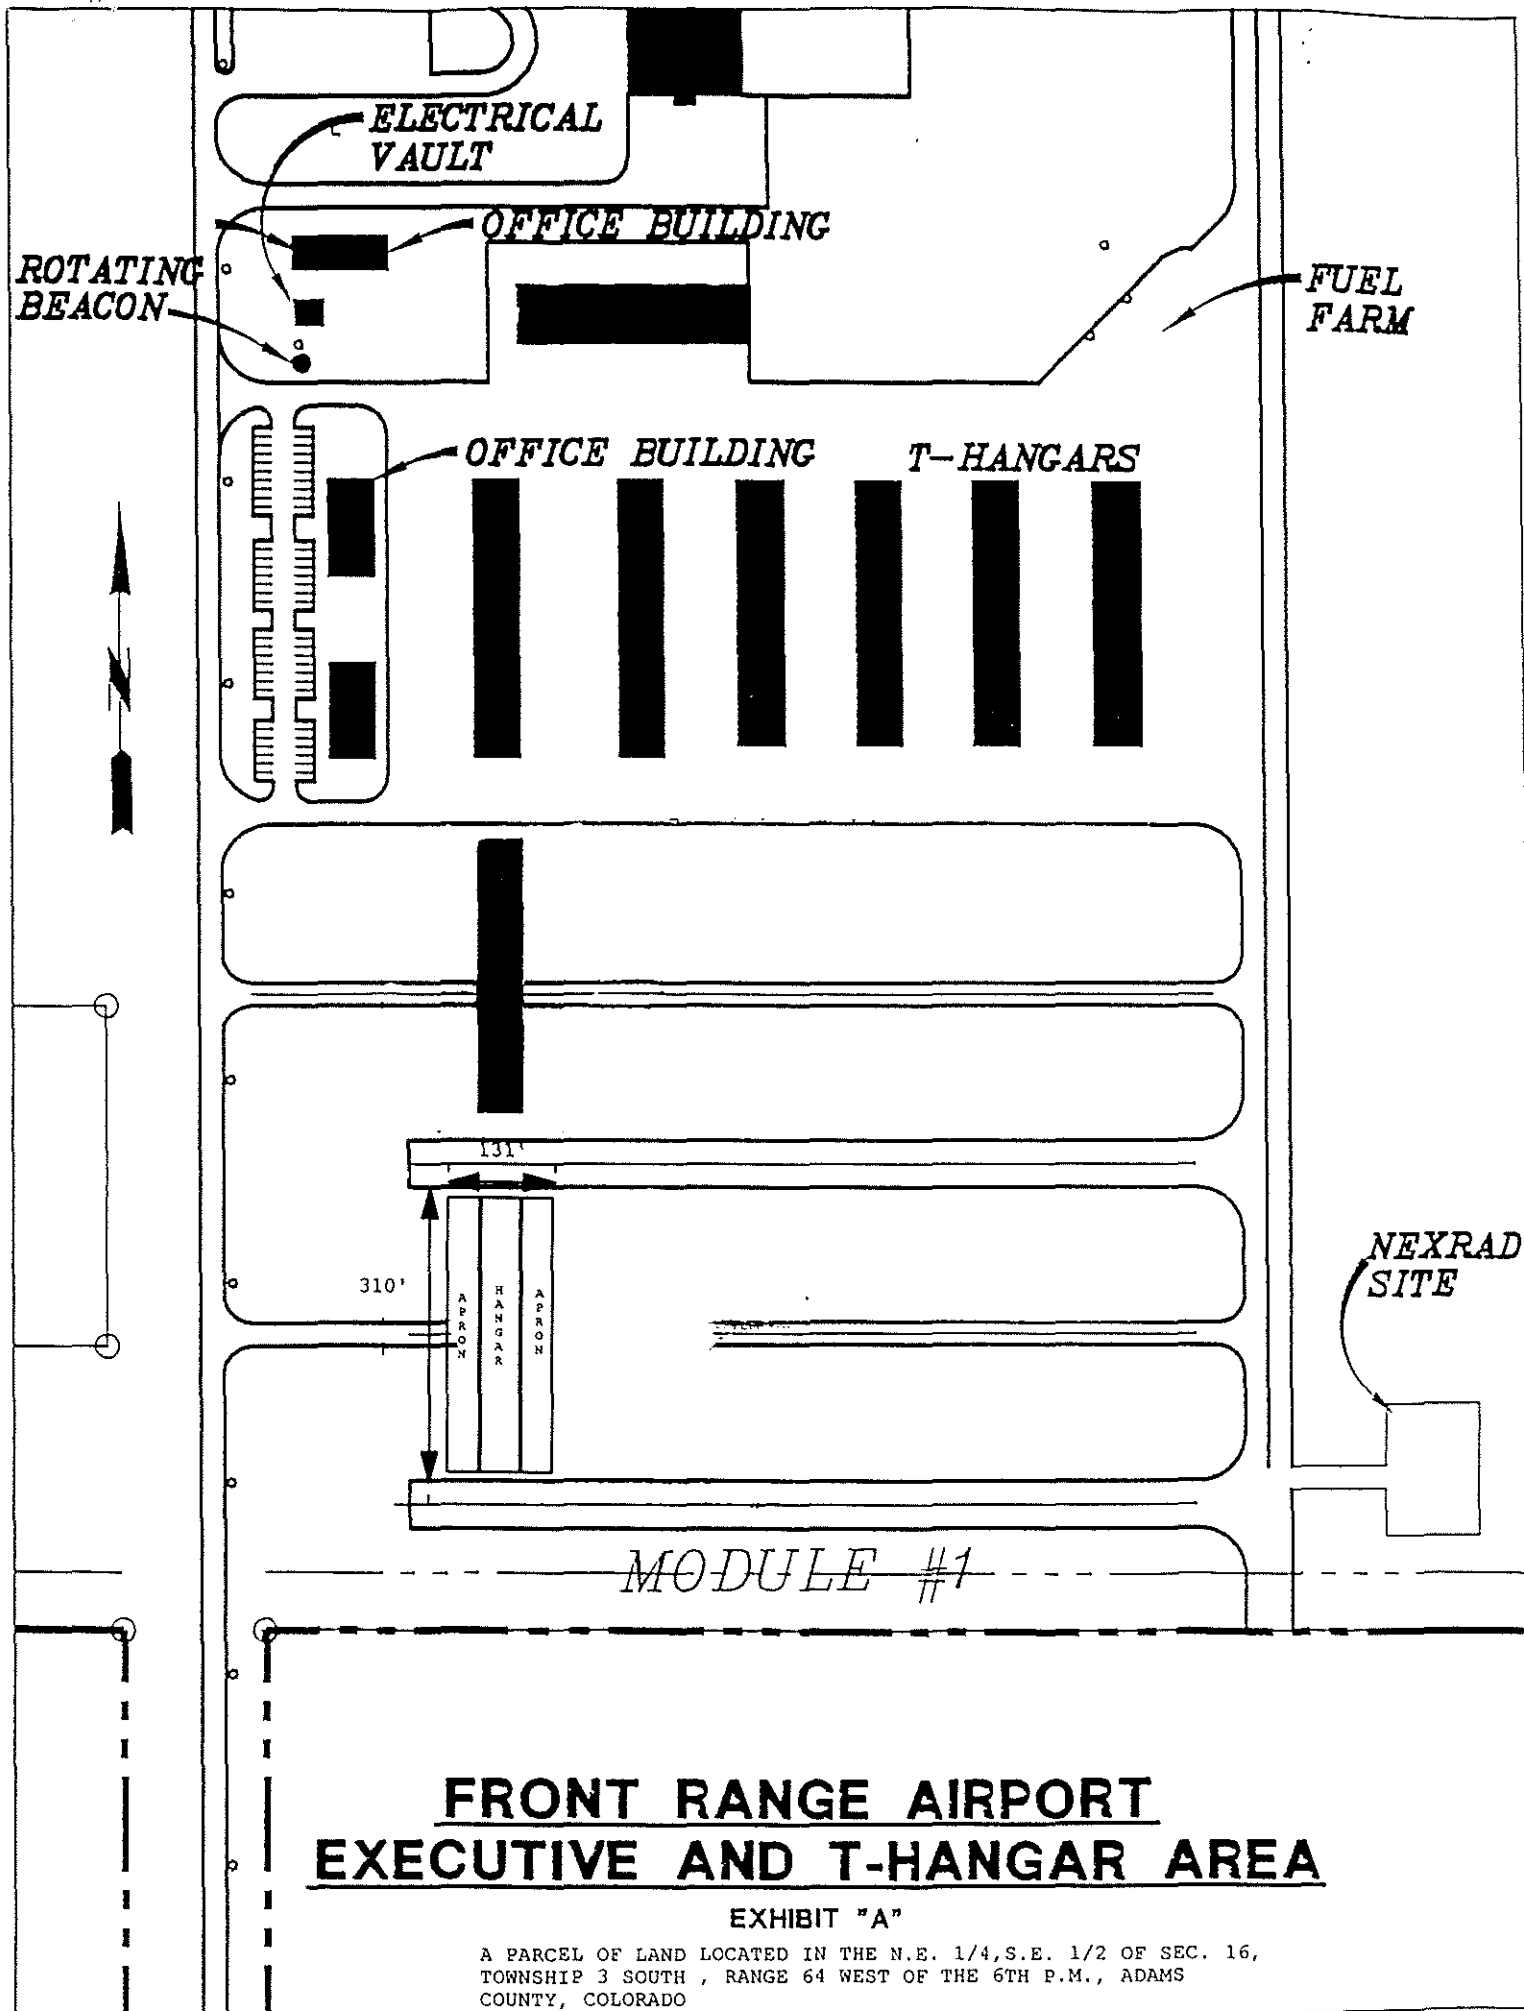 ELECTRICAL
VAULT
OFFICE BUILDING
ROTATING
BEACON
FUEL
FARM
OFFICE BUILDING
T-HANGARS
N
131'
310'
APRON
HANGAR
APRON
NEXRAD
SITE
MODULE #1
FRONT RANGE AIRPORT
EXECUTIVE AND T-HANGAR AREA
EXHIBIT "A"
A PARCEL OF LAND LOCATED IN THE N.E. 1/4,S.E. 1/2 OF SEC. 16,
TOWNSHIP 3 SOUTH , RANGE 64 WEST OF THE 6TH P.M., ADAMS
COUNTY, COLORADO